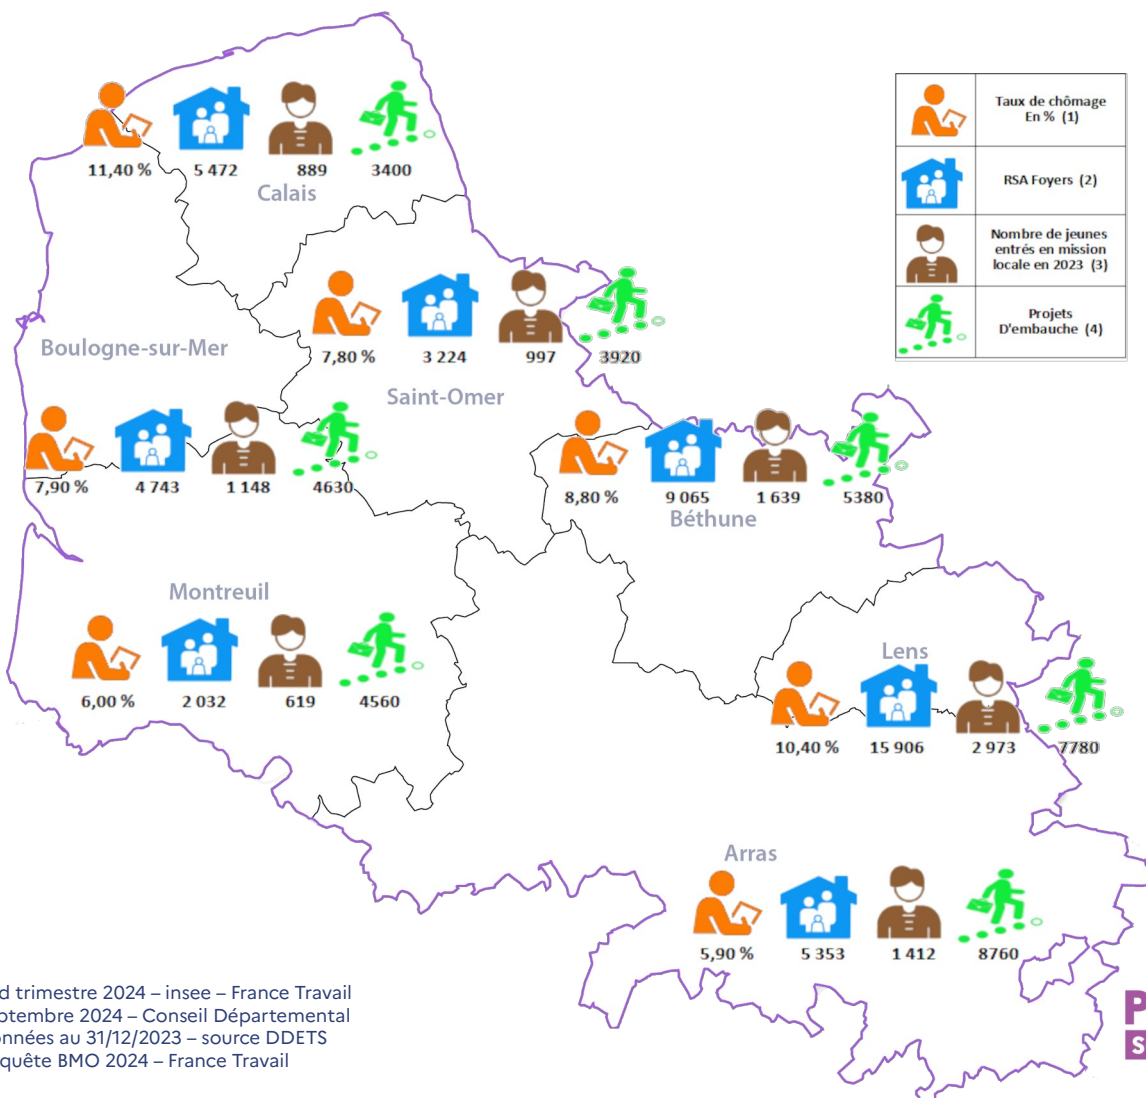 Taux de chômage
En % (1)
RSA Foyers (2)
Nombre de jeunes
entrés en mission
locale en 2023 (3)
Projets
D'embauche (4)
11,40 % 5 472 889 3400
Calais
7,80 % 3 224 997 3920
Saint-Omer
Boulogne-sur-Mer
7,90 % 4 743 1 148 4630
8,80 % 9 065 1 639 5380
Béthune
Montreuil
6,00 % 2 032 619 4560
Lens
10,40 % 15 906 2 973 7780
Arras
5,90 % 5 353 1 412 8760
d trimestre 2024 – insee – France Travail
ptembre 2024 – Conseil Départemental
onnées au 31/12/2023 – source DDETS
quête BMO 2024 – France Travail
P
S